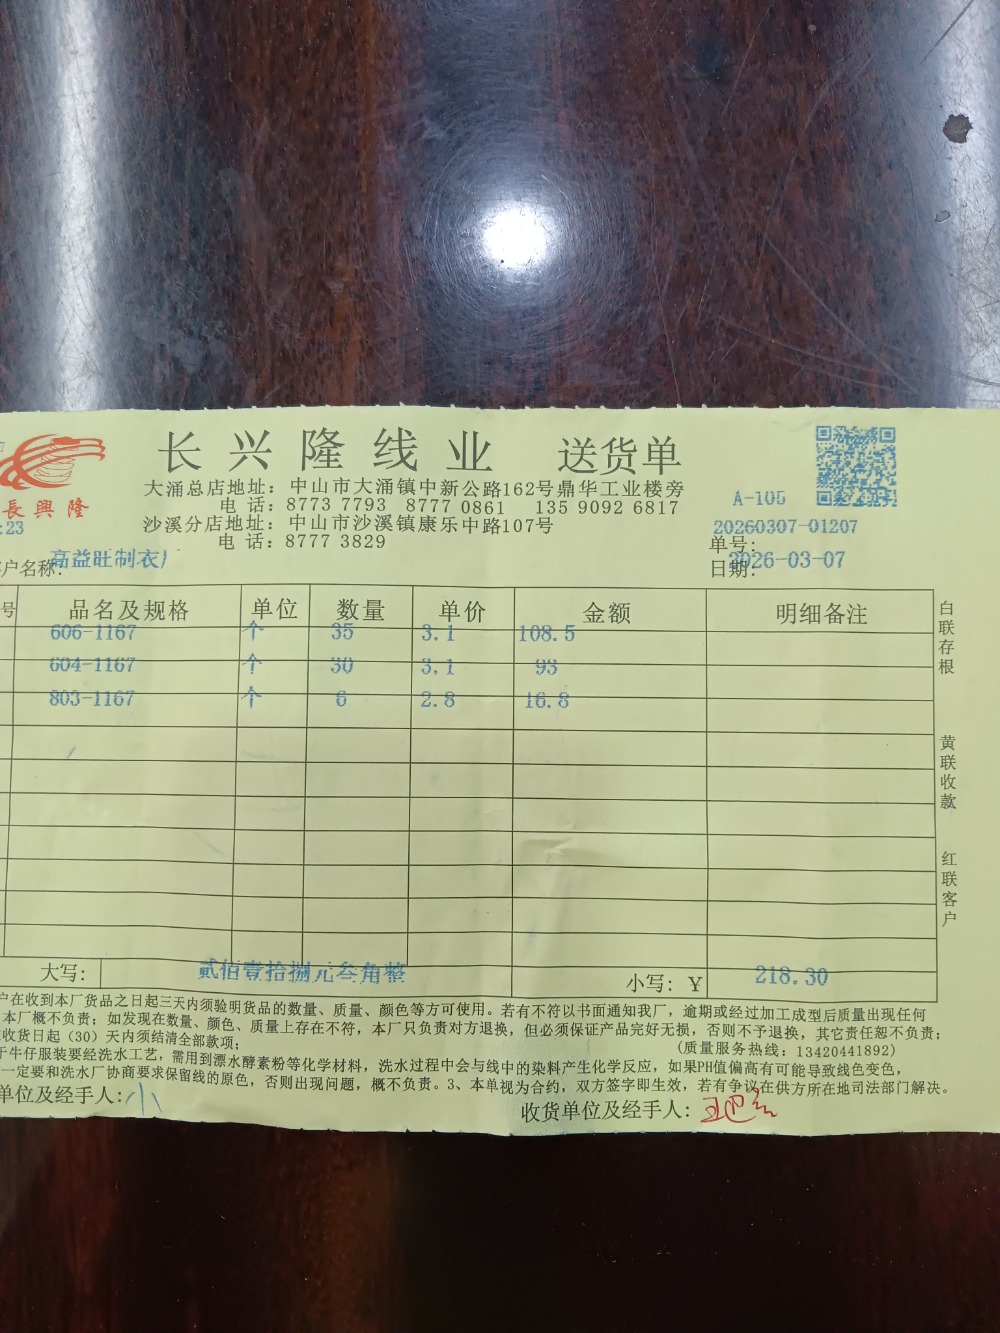 长兴隆线业 送货单
長興隆
大涌总店地址：中山市大涌镇中新公路162号鼎华工业楼旁
电 话：8773 7793 8777 0861 135 9092 6817
沙溪分店地址：中山市沙溪镇康乐中路107号
电 话：8777 3829
A-105
:23
单号：20260307-01207
户名称：高益旺制衣厂
日期：2026-03-07
号 品名及规格 单位 数量 单价 金额 明细备注
606-1167 个 35 3.1 108.5
604-1167 个 30 3.1 93
803-1167 个 6 2.8 16.8
大写： 贰佰壹拾捌元叁角整 小写：￥ 218.30
户在收到本厂货品之日起三天内须验明货品的数量、质量、颜色等方可使用。若有不符以书面通知我厂，逾期或经过加工成型后质量出现任何
本厂概不负责；如发现在数量、颜色、质量上存在不符，本厂只负责对方退换，但必须保证产品完好无损，否则不予退换，其它责任恕不负责；
收货日起（30）天内须结清全部款项； (质量服务热线：13420441892)
于牛仔服装要经洗水工艺，需用到漂水酵素粉等化学材料，洗水过程中会与线中的染料产生化学反应，如果PH值偏高有可能导致线色变色，
一定要和洗水厂协商要求保留线的原色，否则出现问题，概不负责。3、本单视为合约，双方签字即生效，若有争议在供方所在地司法部门解决。
单位及经手人：小
收货单位及经手人：
白联存根
黄联收款
红联客户